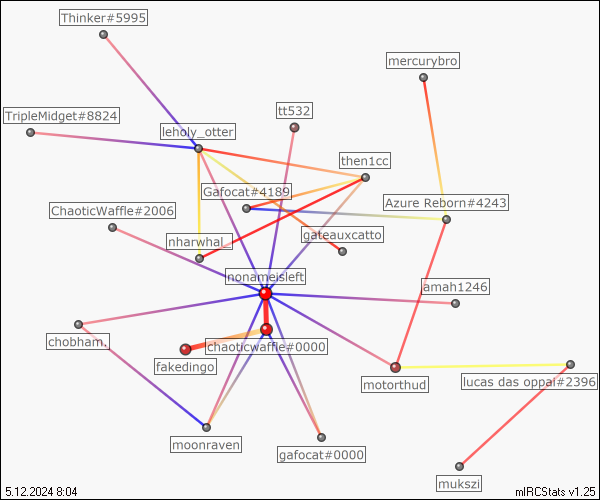 Thinker#5995
mercurybro
TripleMidget#8824
tt532
leholy_otter
then1cc
Gafocat#4189
Azure Reborn#4243
ChaoticWaffle#2006
nharwhal_
gateauxcatto
nonameisleft
amah1246
chobham.
chaoticwaffle#0000
fakedingo
motorthud
lucas das oppai#2396
moonraven
gafocat#0000
mukszi
5.12.2024 8:04
mIRCStats v1.25